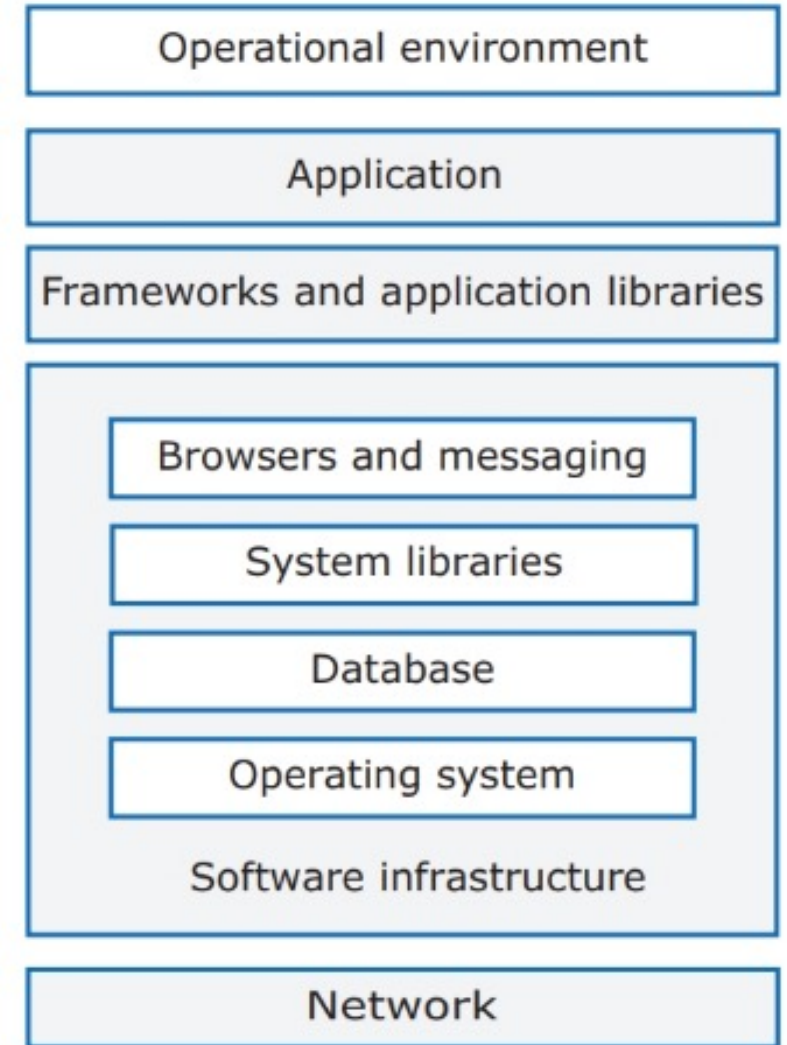 Operational environment
Application
Frameworks and application libraries
Browsers and messaging
System libraries
Database
Operating system
Software infrastructure
Network